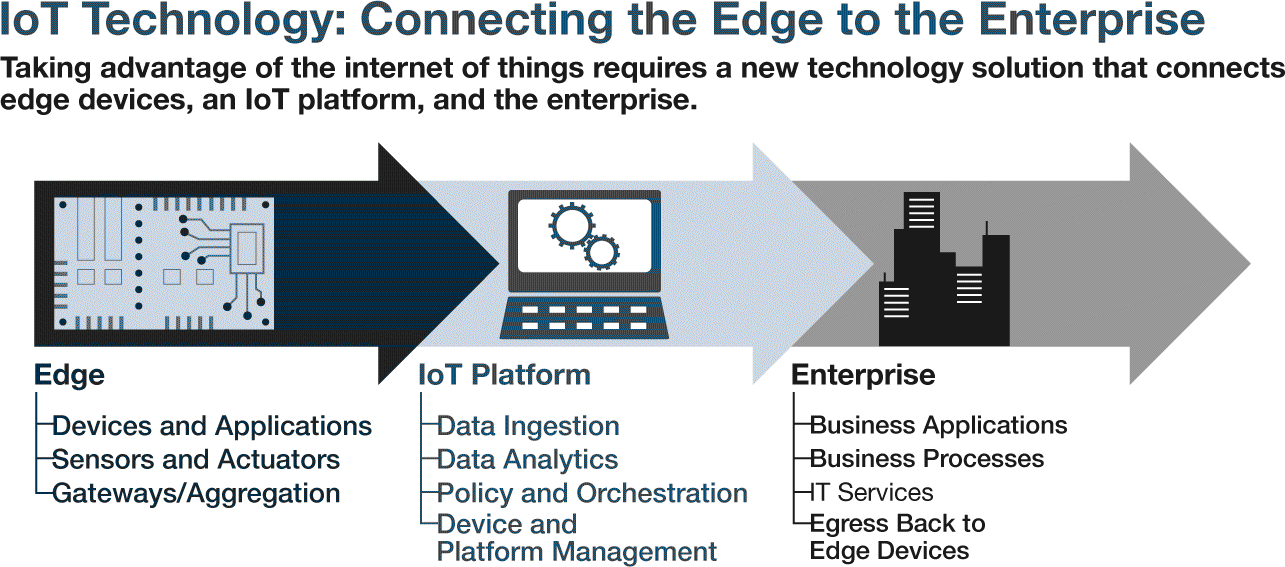 IoT Technology: Connecting the Edge to the Enterprise
Taking advantage of the internet of things requires a new technology solution that connects
edge devices, an IoT platform, and the enterprise.
Edge
Devices and Applications
Sensors and Actuators
Gateways/Aggregation
IoT Platform
Data Ingestion
Data Analytics
Policy and Orchestration
Device and
Platform Management
Enterprise
Business Applications
Business Processes
IT Services
Egress Back to
Edge Devices